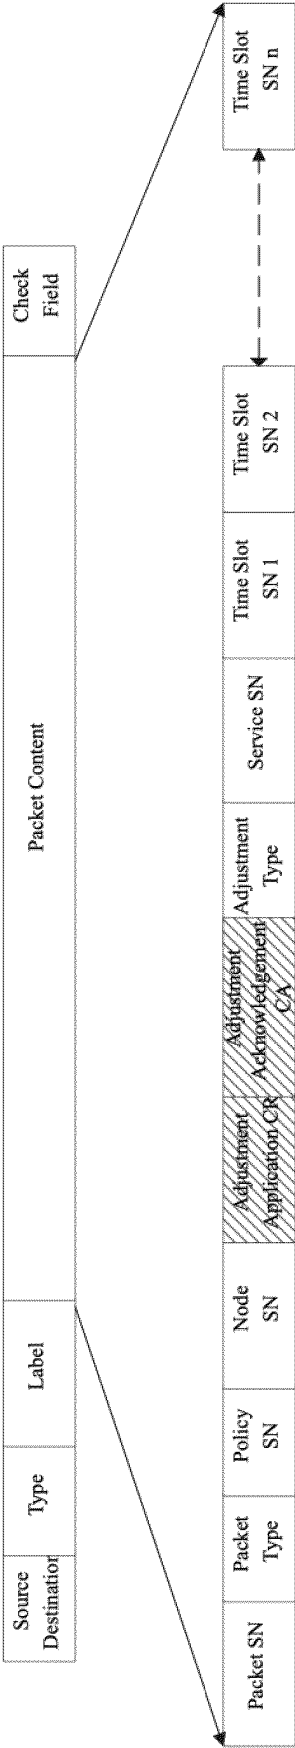 Source
Destination
Type
Label
Packet Content
Check
Field
Packet SN
Packet
Type
Policy
SN
Node
SN
Adjustment
Application CR
Adjustment
Acknowledgement
CA
Adjustment
Type
Service SN
Time Slot
SN 1
Time Slot
SN 2
Time Slot
SN n